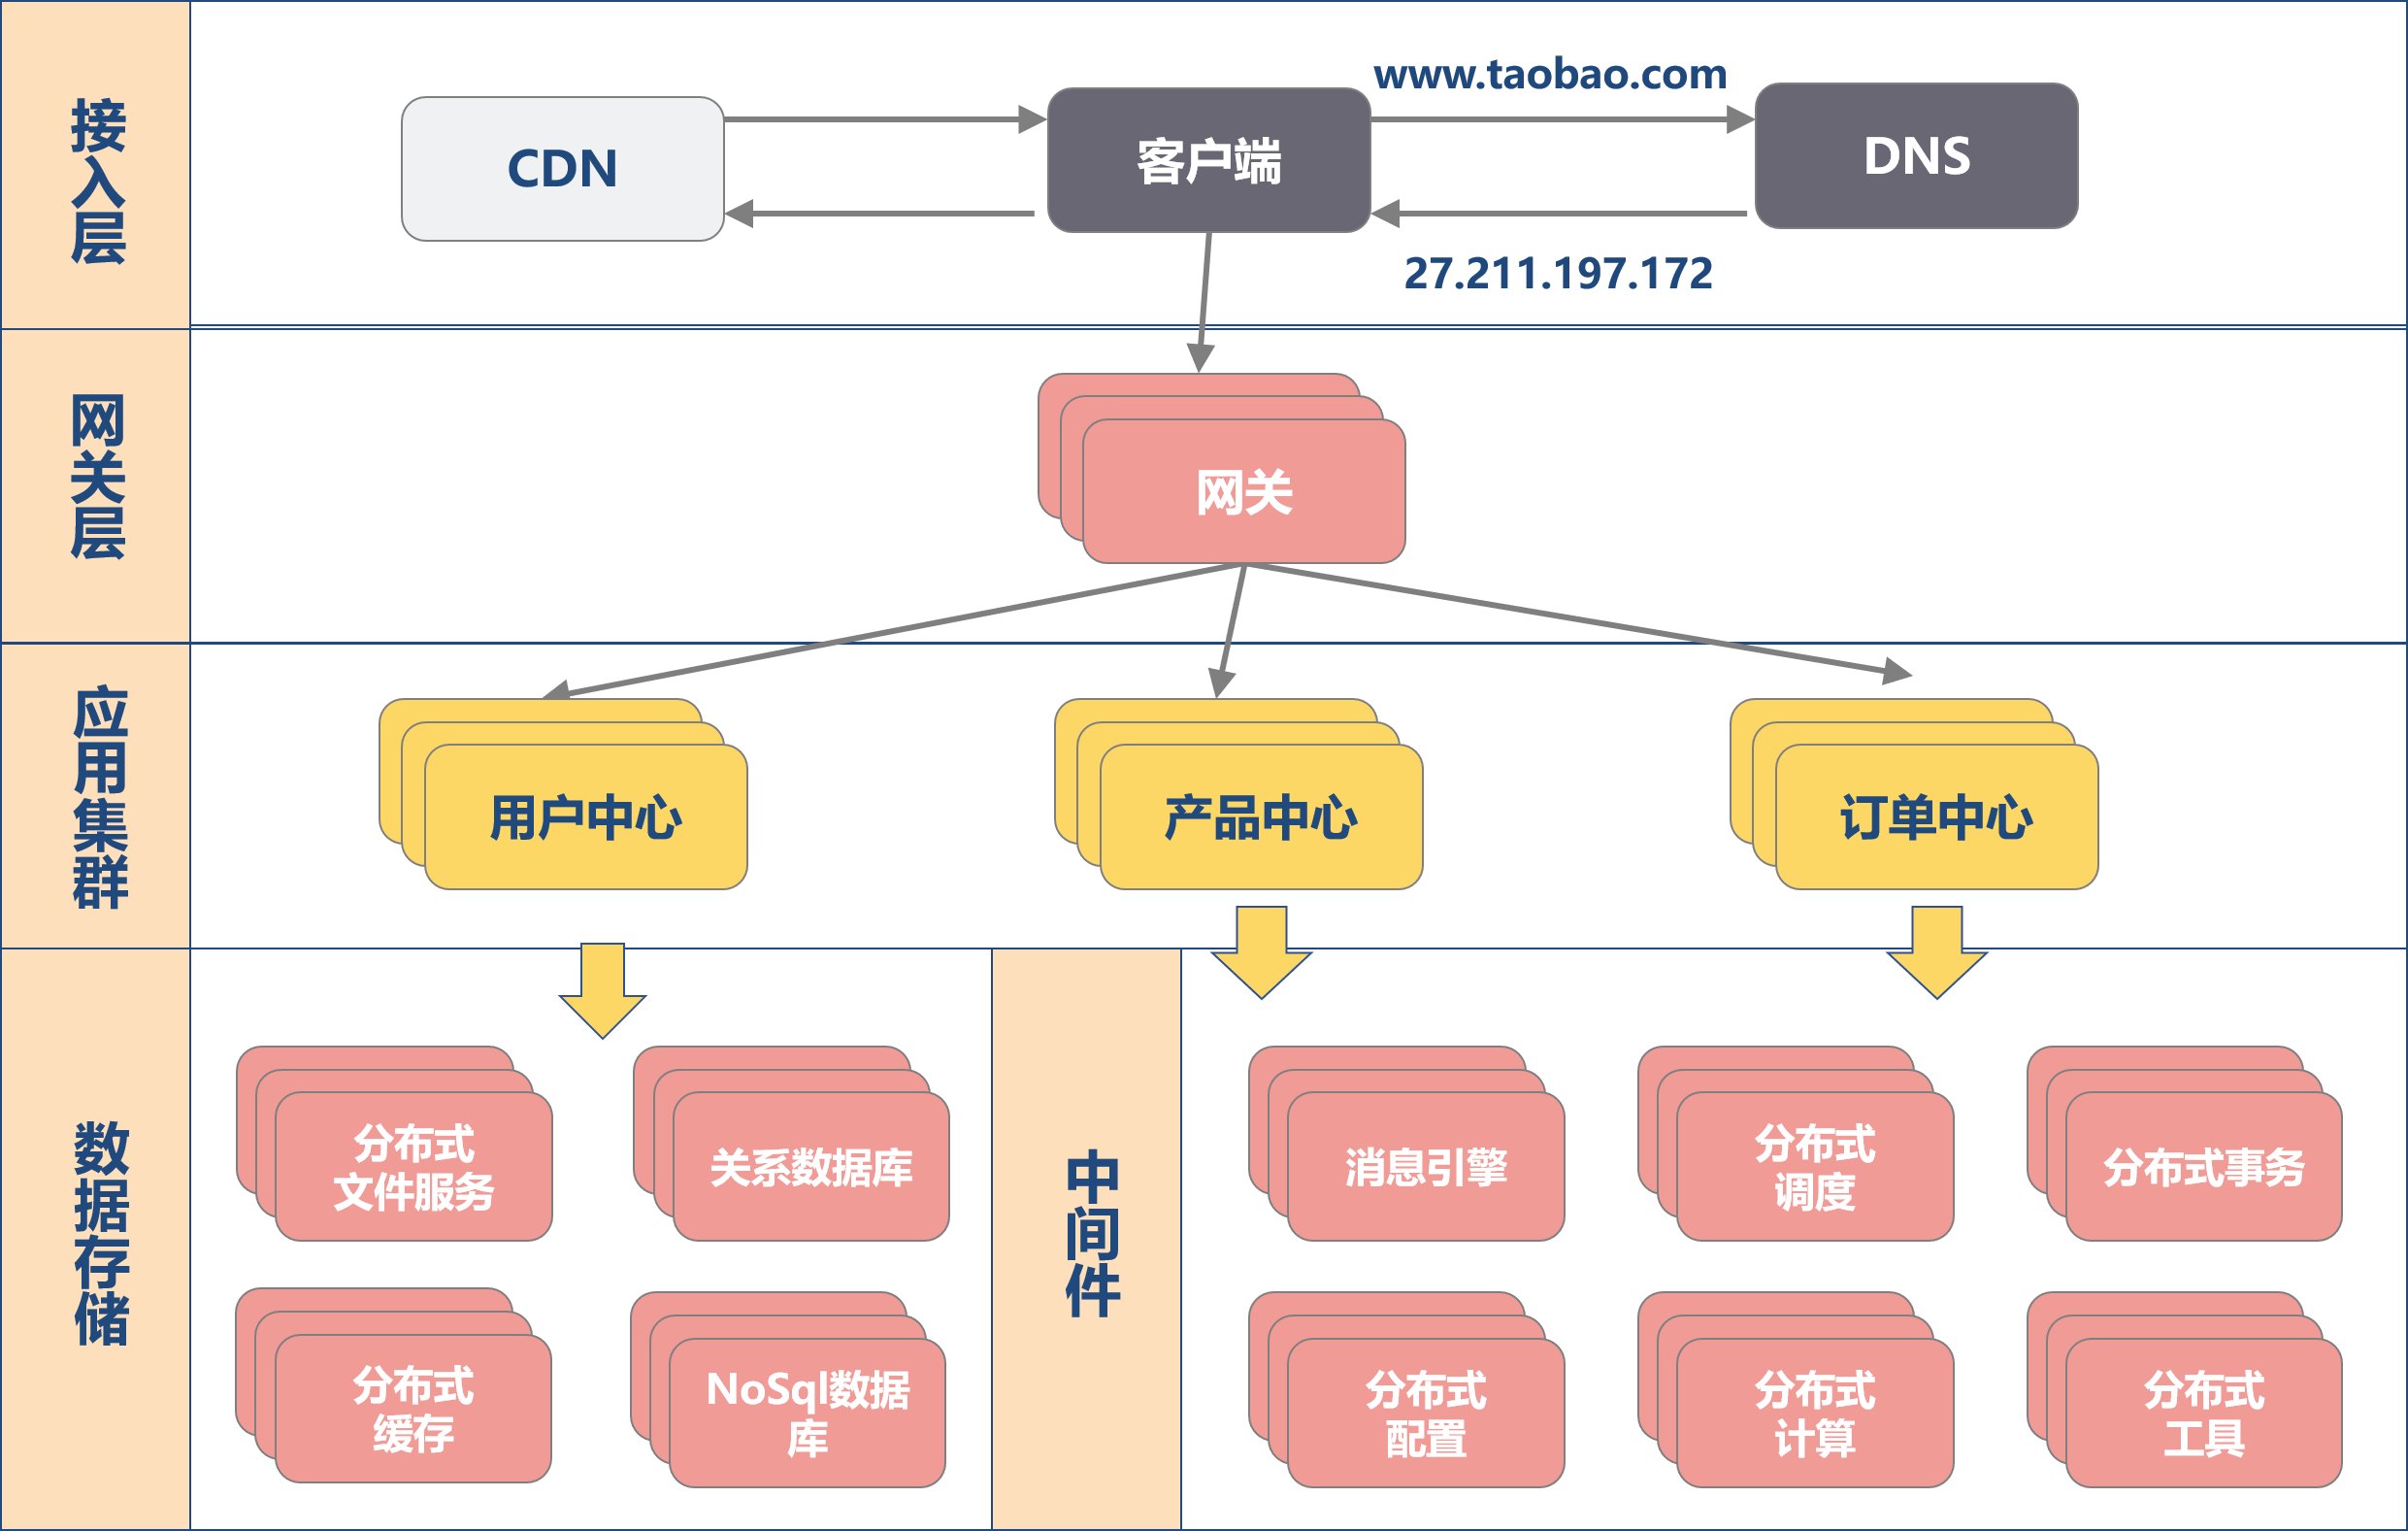 接入层
CDN
客户端
www.taobao.com
DNS
27.211.197.172
网关层
网关
应用集群
用户中心
产品中心
订单中心
数据存储
分布式
文件服务
关系数据库
分布式
缓存
NoSql数据
库
中间件
消息引擎
分布式
调度
分布式事务
分布式
配置
分布式
计算
分布式
工具